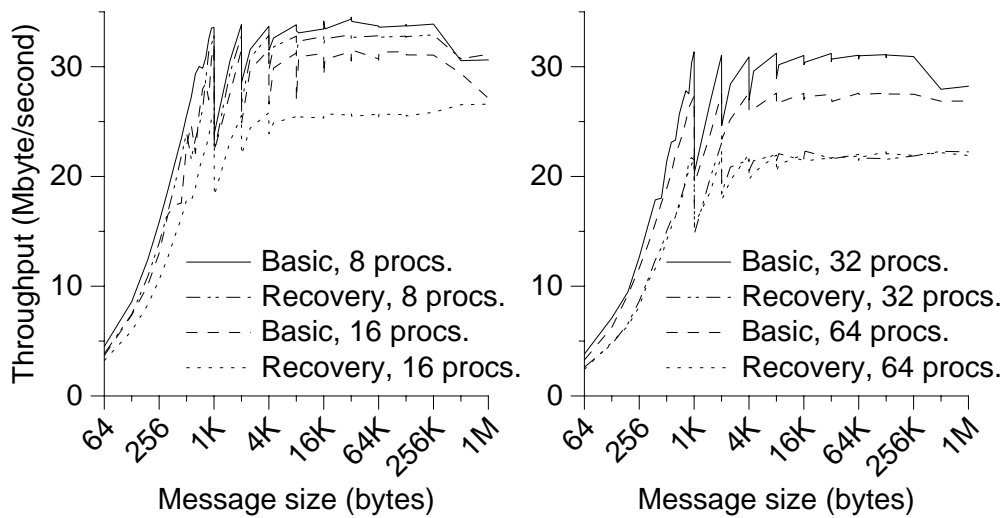 Throughput (Mbyte/second)
30
20
10
0
Basic, 8 procs.
Recovery, 8 procs.
Basic, 16 procs.
Recovery, 16 procs.
64
256
1K
4K
16K
64K
256K
1M
Message size (bytes)
30
20
10
0
Basic, 32 procs.
Recovery, 32 procs.
Basic, 64 procs.
Recovery, 64 procs.
64
256
1K
4K
16K
64K
256K
1M
Message size (bytes)